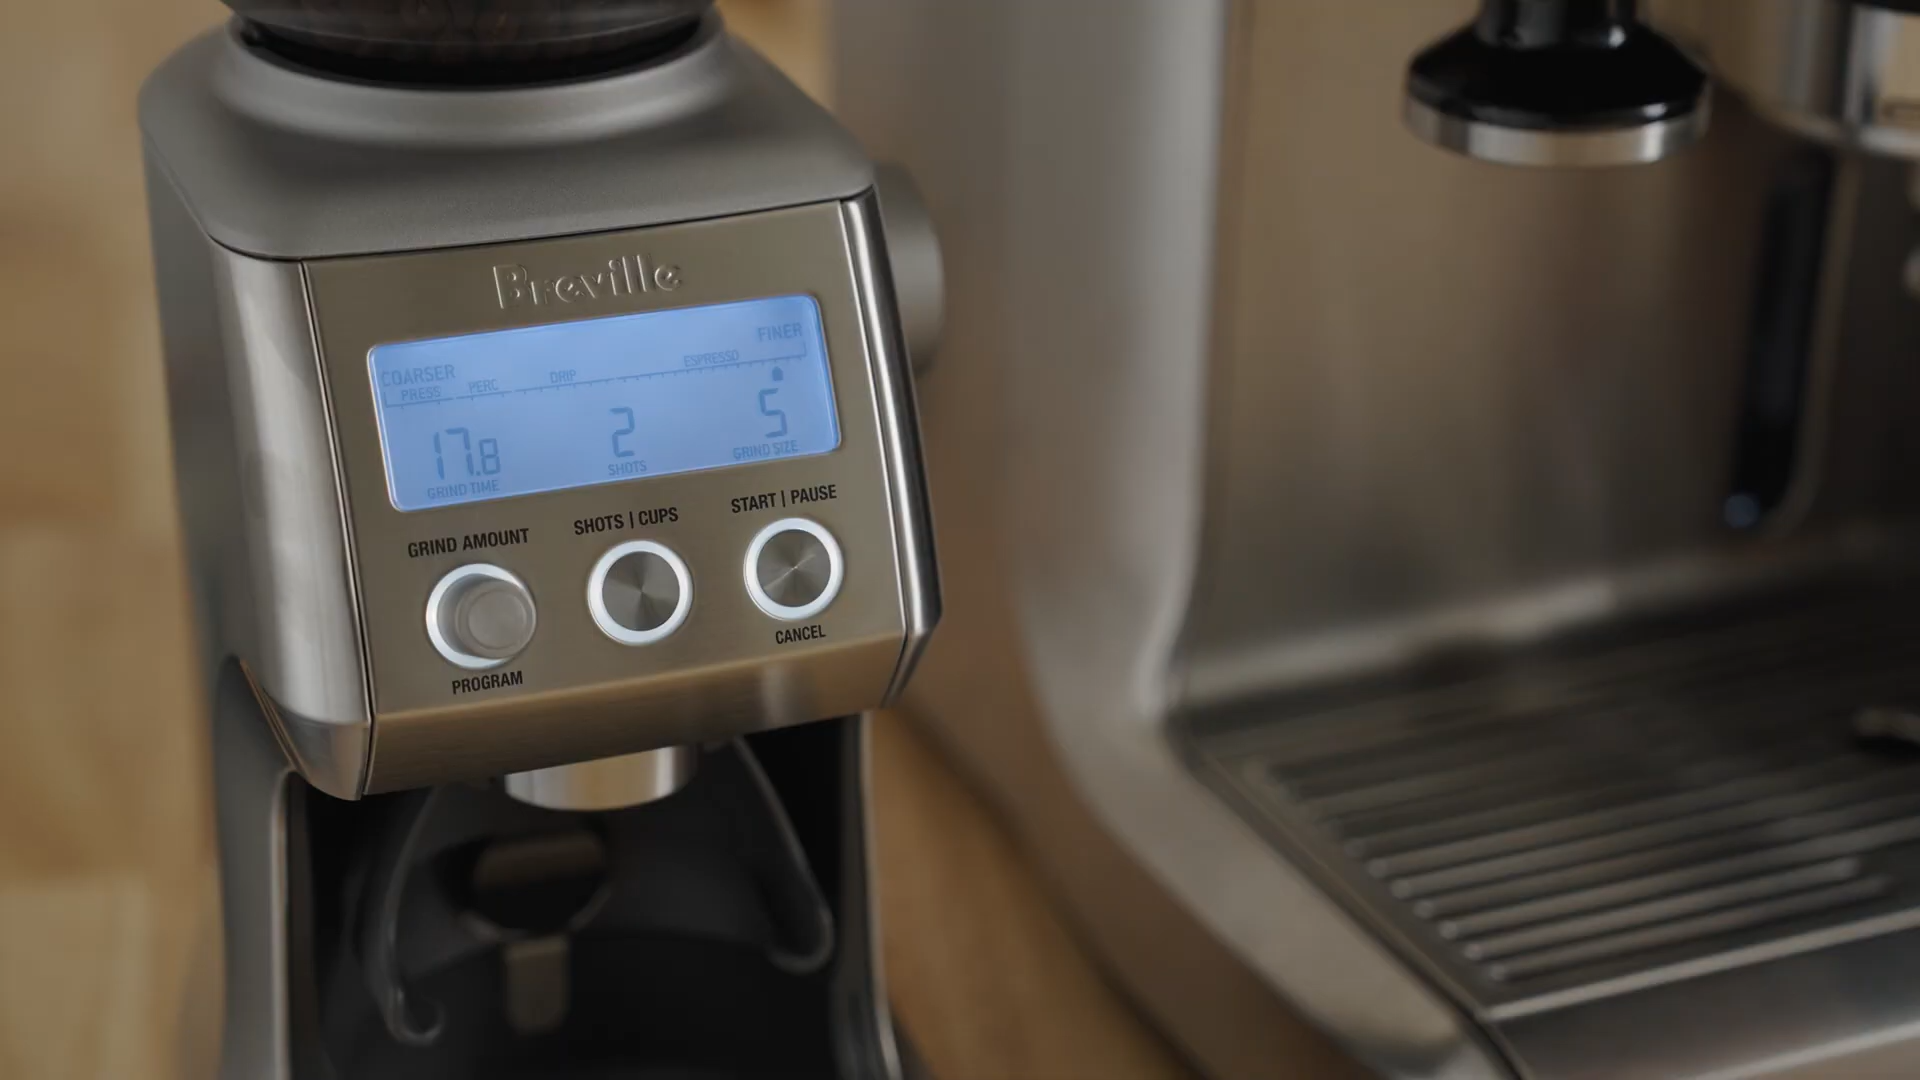 Breville
FINER
COARSER
PRESS PERC DRIP ESPRESSO
17.8 2 5
GRIND TIME SHOTS GRIND SIZE
GRIND AMOUNT SHOTS | CUPS START | PAUSE
PROGRAM CANCEL